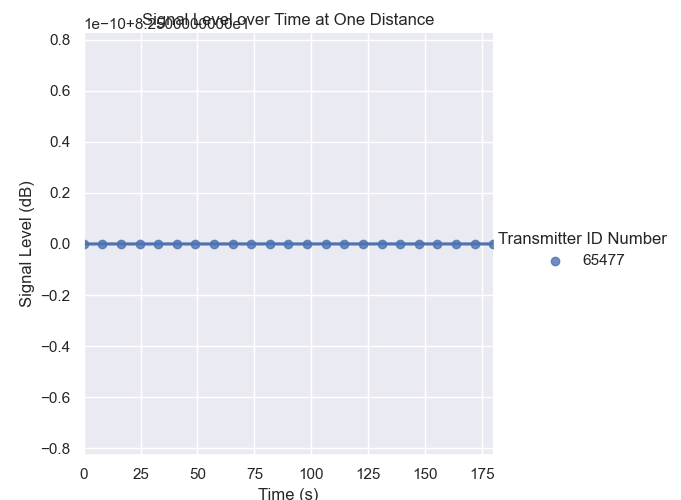 1e−10+8.2500000000e1
Signal Level over Time at One Distance
0.8
0.6
0.4
0.2
0.0
−0.2
−0.4
−0.6
−0.8
Signal Level (dB)
0 25 50 75 100 125 150 175
Time (s)
Transmitter ID Number
65477